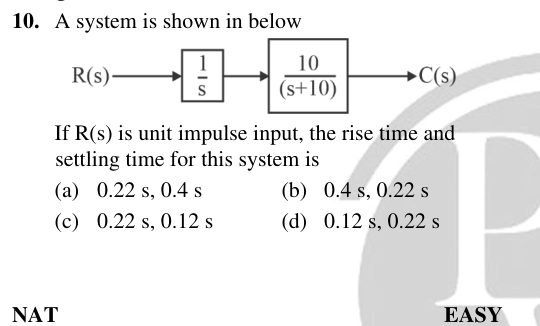 10. A system is shown in below
R(s) 1/s 10/(s+10) C(s)
If R(s) is unit impulse input, the rise time and
settling time for this system is
(a) 0.22 s, 0.4 s (b) 0.4 s, 0.22 s
(c) 0.22 s, 0.12 s (d) 0.12 s, 0.22 s
NAT EASY